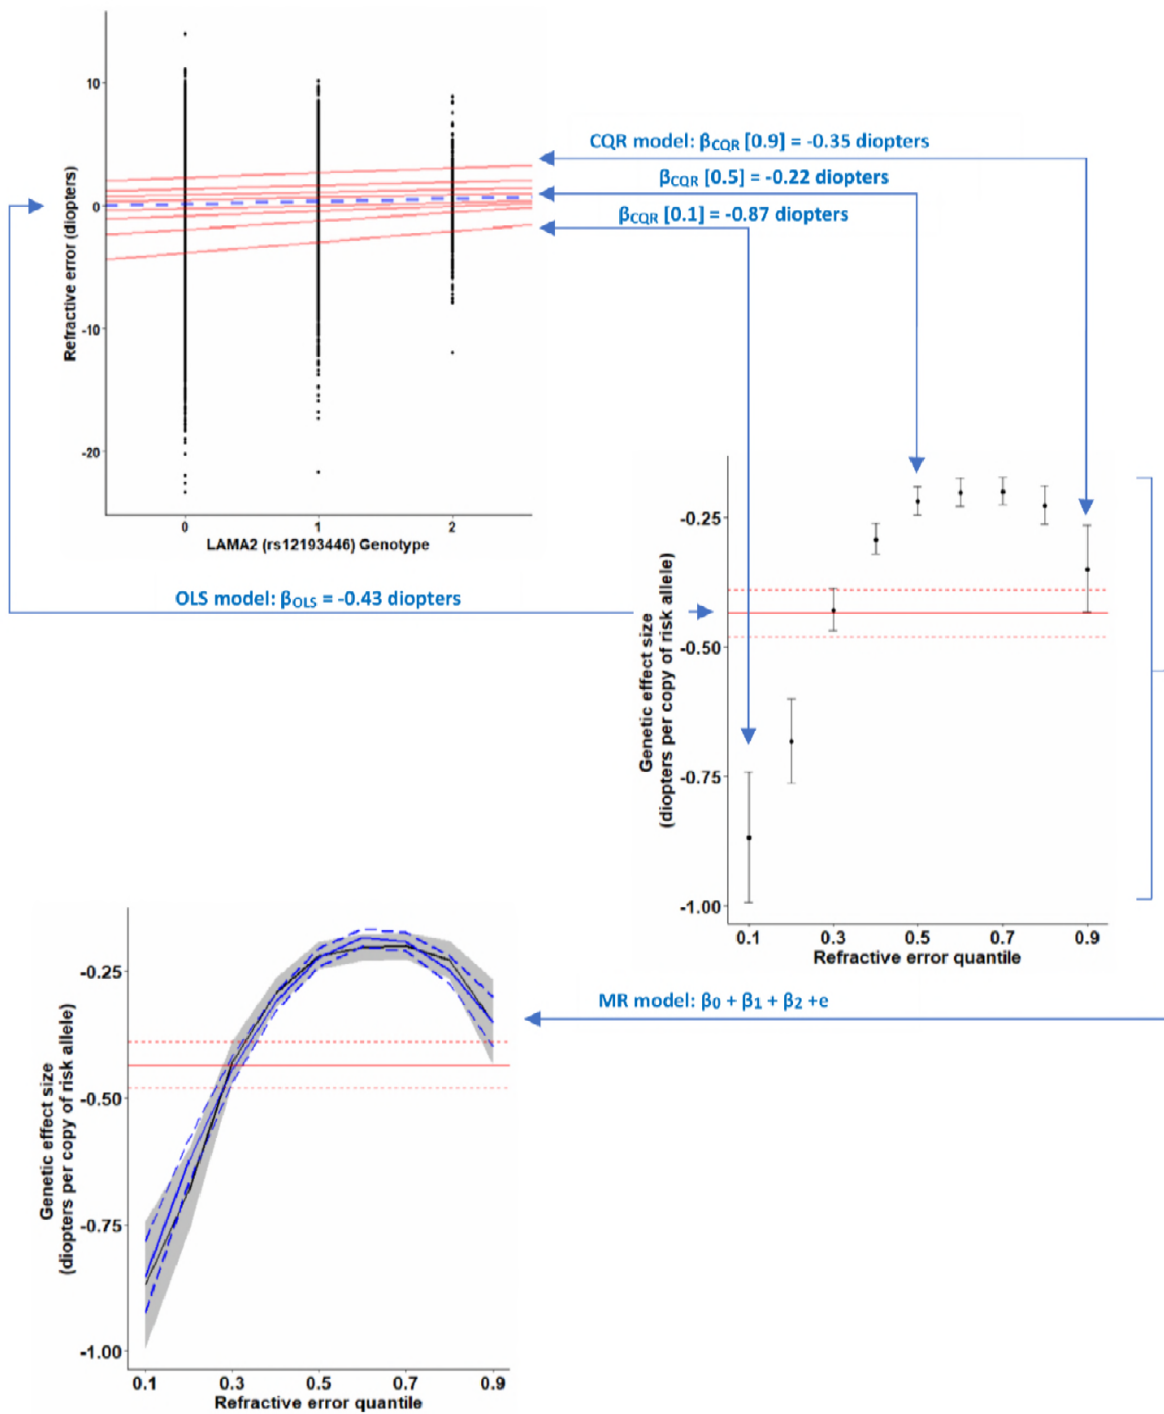 10
0
-10
-20
Refractive error (diopters)
0 1 2
LAMA2 (rs12193446) Genotype
CQR model: βCQR [0.9] = -0.35 diopters
βCQR [0.5] = -0.22 diopters
βCQR [0.1] = -0.87 diopters
OLS model: βOLS = -0.43 diopters
-0.25
-0.50
-0.75
-1.00
Genetic effect size
(diopters per copy of risk allele)
0.1 0.3 0.5 0.7 0.9
Refractive error quantile
MR model: β0 + β1 + β2 +e
-0.25
-0.50
-0.75
-1.00
Genetic effect size
(diopters per copy of risk allele)
0.1 0.3 0.5 0.7 0.9
Refractive error quantile